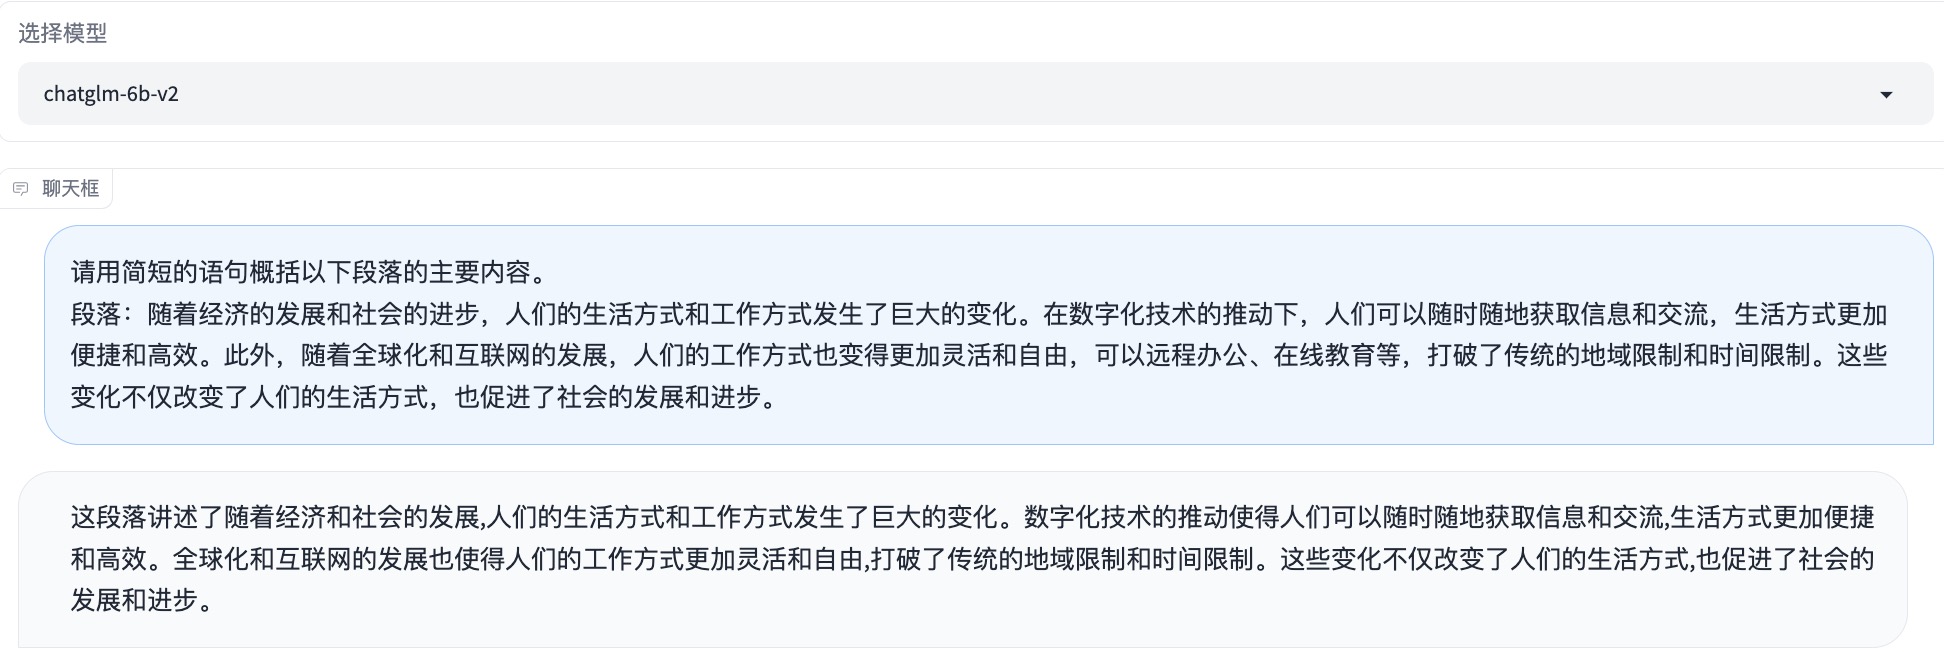 选择模型
chatglm-6b-v2
聊天框
请用简短的语句概括以下段落的主要内容。
段落：随着经济的发展和社会的进步，人们的生活方式和工作方式发生了巨大的变化。在数字化技术的推动下，人们可以随时随地获取信息和交流，生活方式更加
便捷和高效。此外，随着全球化和互联网的发展，人们的工作方式也变得更加灵活和自由，可以远程办公、在线教育等，打破了传统的地域限制和时间限制。这些
变化不仅改变了人们的生活方式，也促进了社会的发展和进步。
这段落讲述了随着经济和社会的发展,人们的生活方式和工作方式发生了巨大的变化。数字化技术的推动使得人们可以随时随地获取信息和交流,生活方式更加便捷
和高效。全球化和互联网的发展也使得人们的工作方式更加灵活和自由,打破了传统的地域限制和时间限制。这些变化不仅改变了人们的生活方式,也促进了社会的
发展和进步。